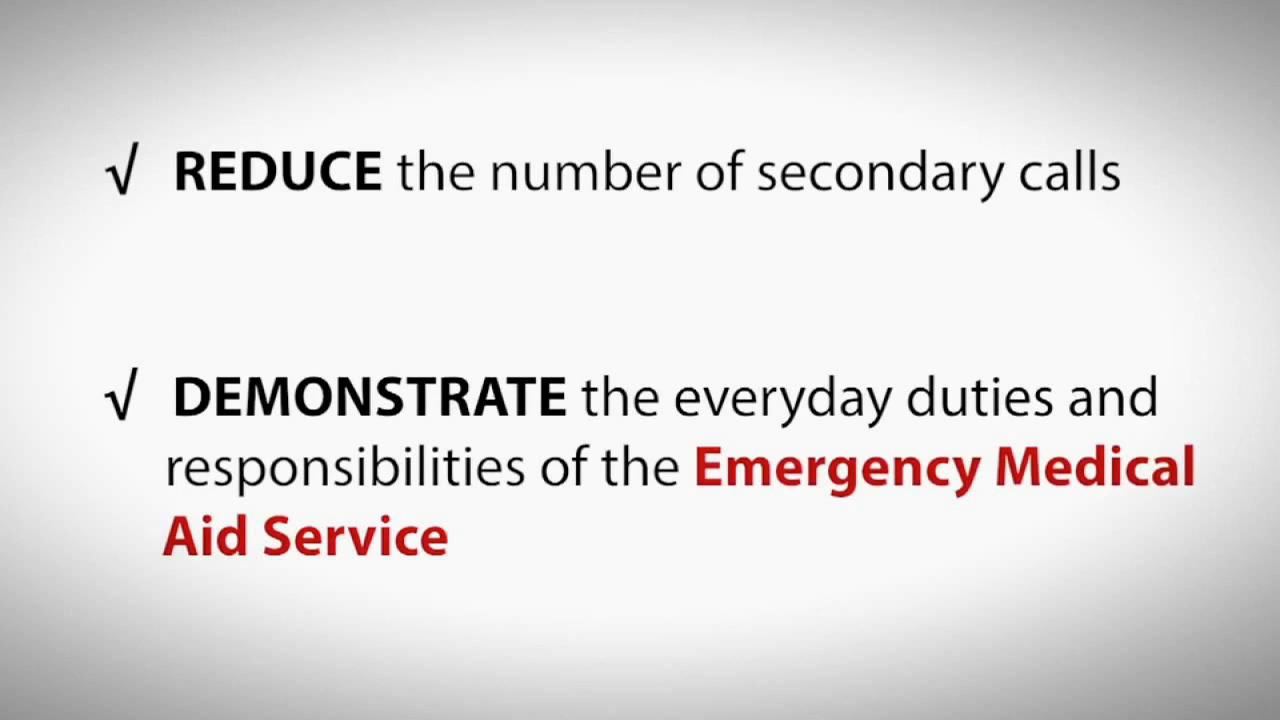 √ REDUCE the number of secondary calls
√ DEMONSTRATE the everyday duties and
responsibilities of the Emergency Medical
Aid Service